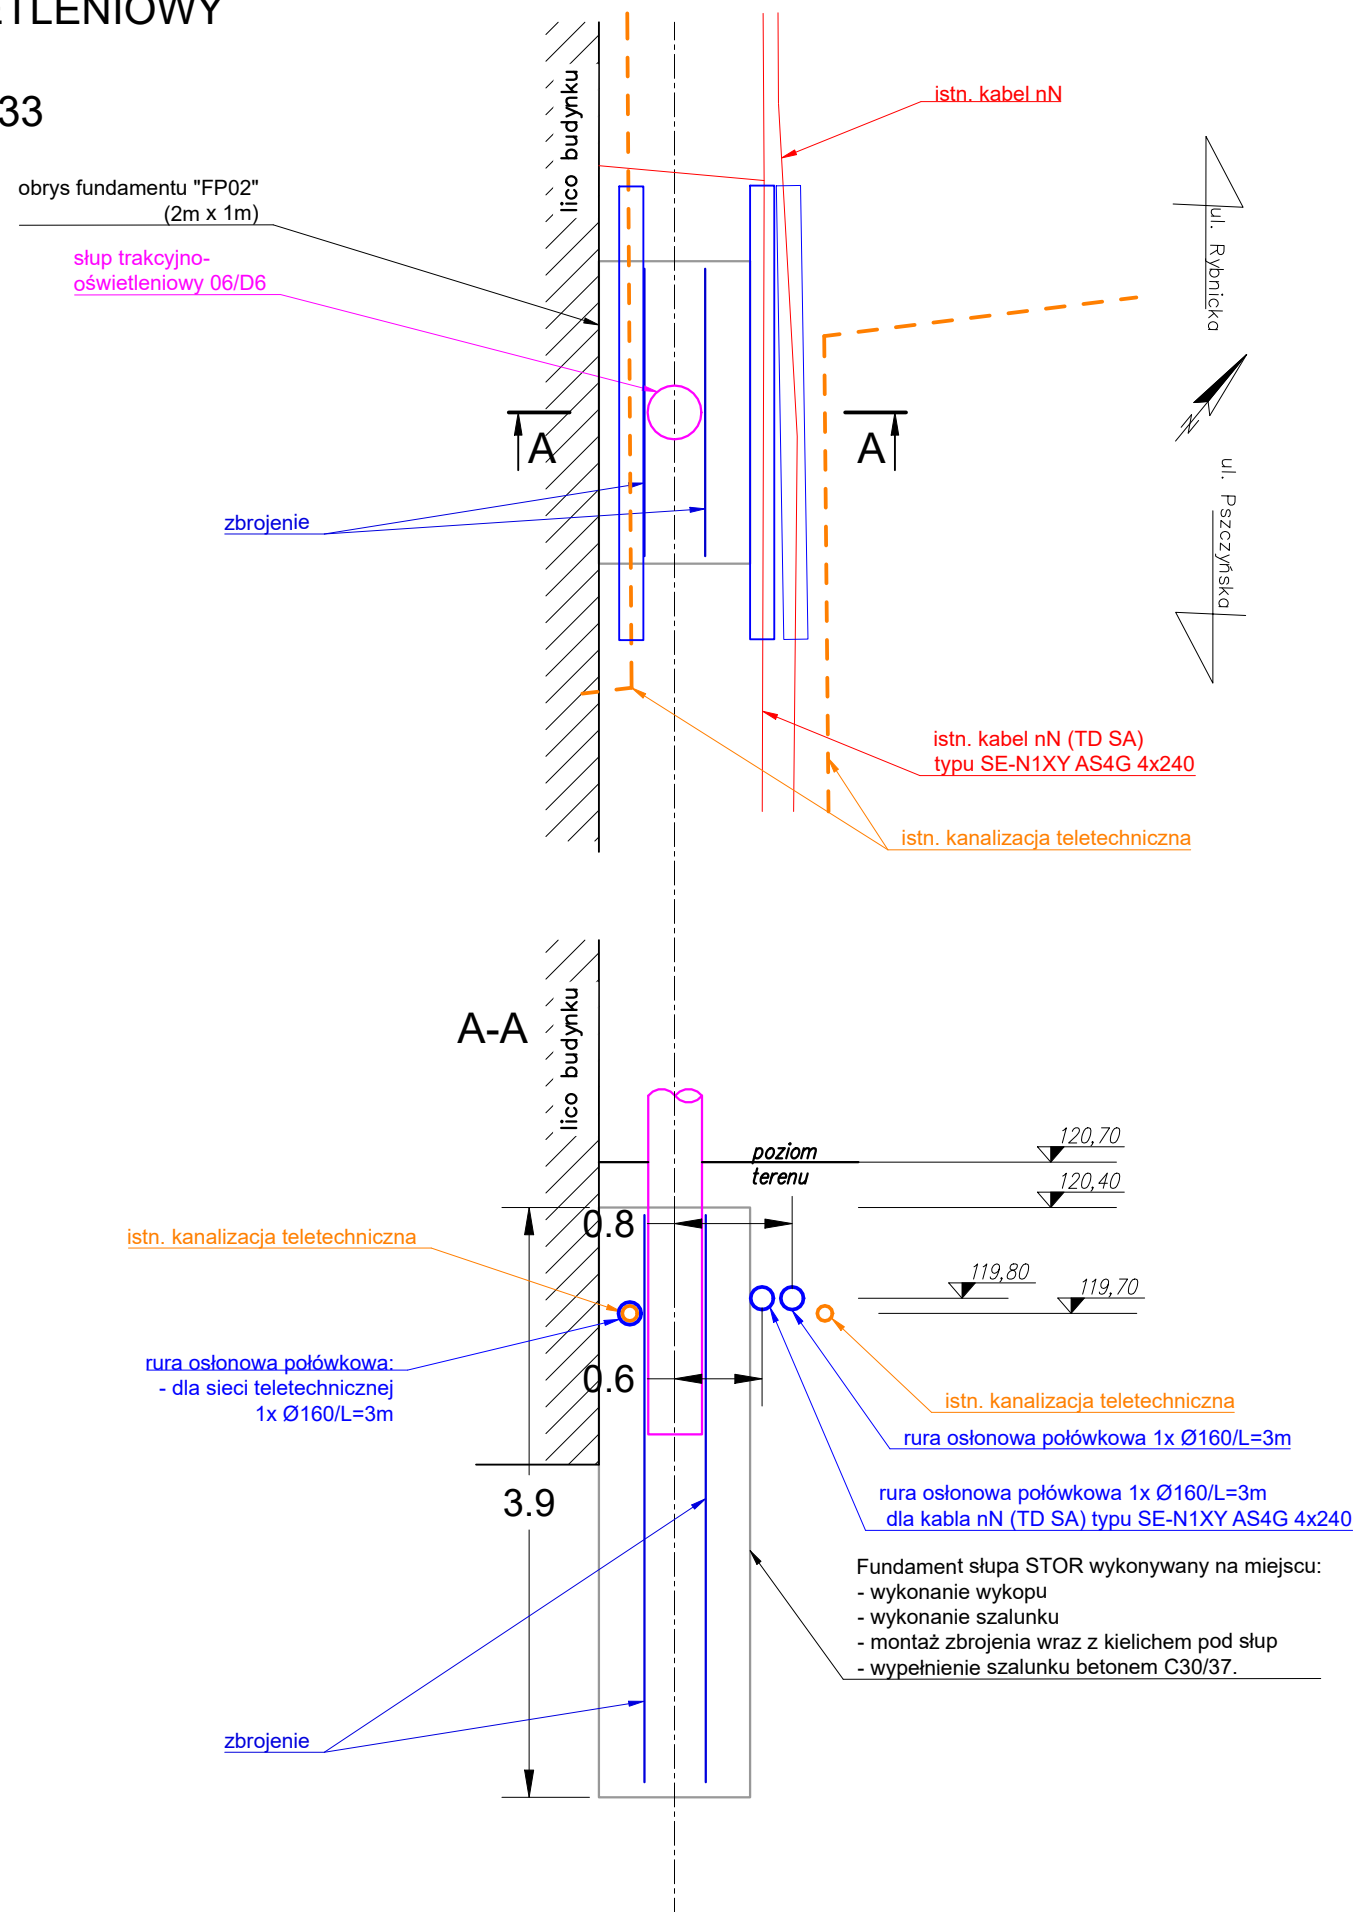 ETLENIOWY
33
lico budynku
istn. kabel nN
obrys fundamentu "FP02"
(2m x 1m)
słup trakcyjno-
oświetleniowy 06/D6
ul. Rybnicka
N
A
A
ul. Pszczyńska
zbrojenie
istn. kabel nN (TD SA)
typu SE-N1XY AS4G 4x240
istn. kanalizacja teletechniczna
A-A
lico budynku
poziom
terenu
120,70
120,40
0.8
istn. kanalizacja teletechniczna
119,80
119,70
rura osłonowa połówkowa:
- dla sieci teletechnicznej
1x Ø160/L=3m
0.6
istn. kanalizacja teletechniczna
rura osłonowa połówkowa 1x Ø160/L=3m
3.9
rura osłonowa połówkowa 1x Ø160/L=3m
dla kabla nN (TD SA) typu SE-N1XY AS4G 4x240
Fundament słupa STOR wykonywany na miejscu:
- wykonanie wykopu
- wykonanie szalunku
- montaż zbrojenia wraz z kielichem pod słup
- wypełnienie szalunku betonem C30/37.
zbrojenie